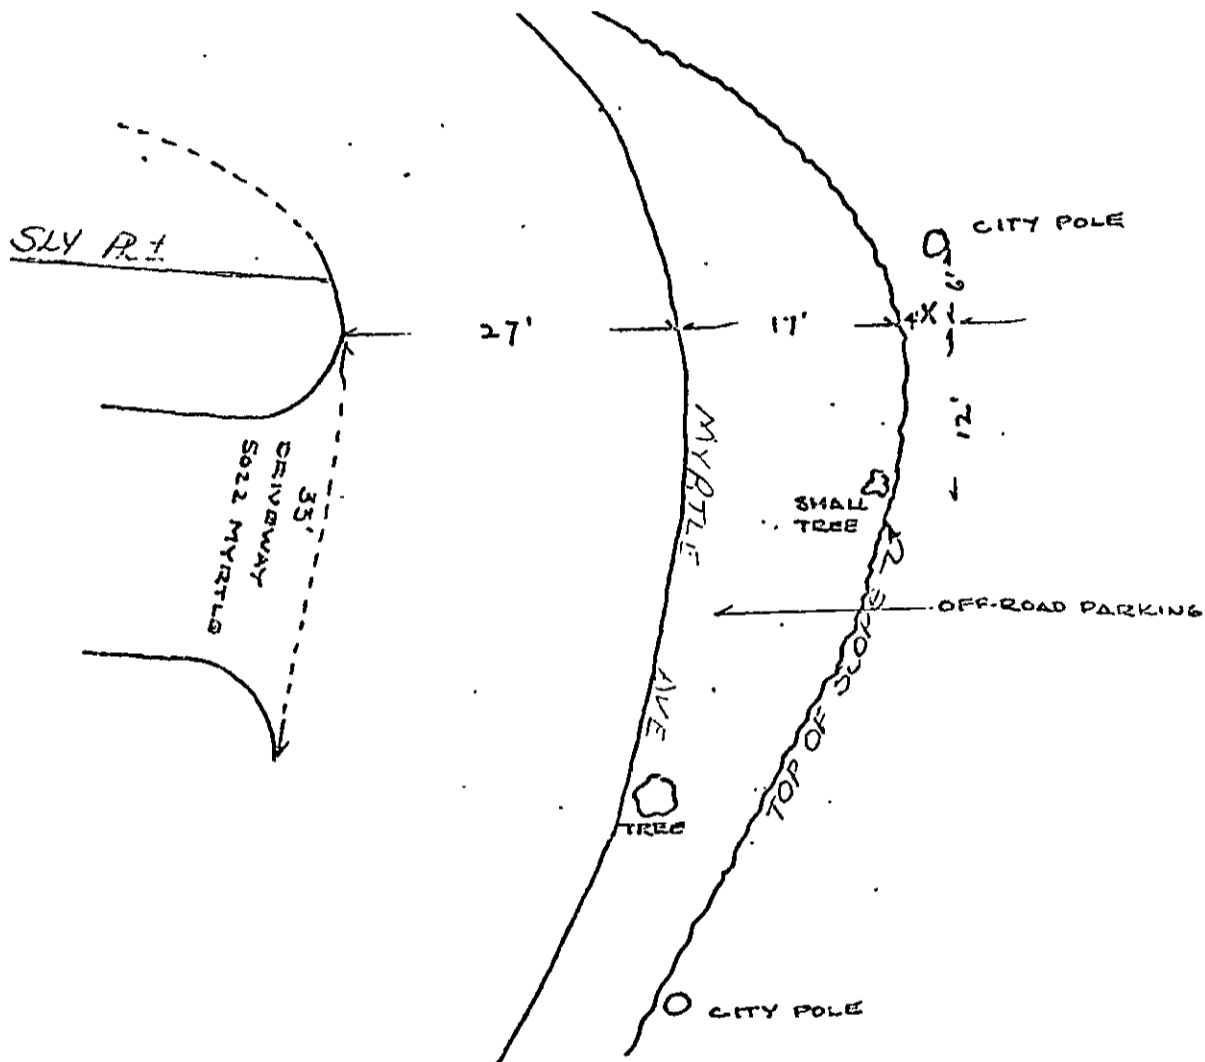 CITY POLE
SLY
6'
27'
17'
4'X
12'
MYRTLE
SMALL
TREE
35'
DRIVEWAY
5022 MYRTLE
OFF-ROAD PARKING
AVE
TOP OF SLOPE
TREE
CITY POLE